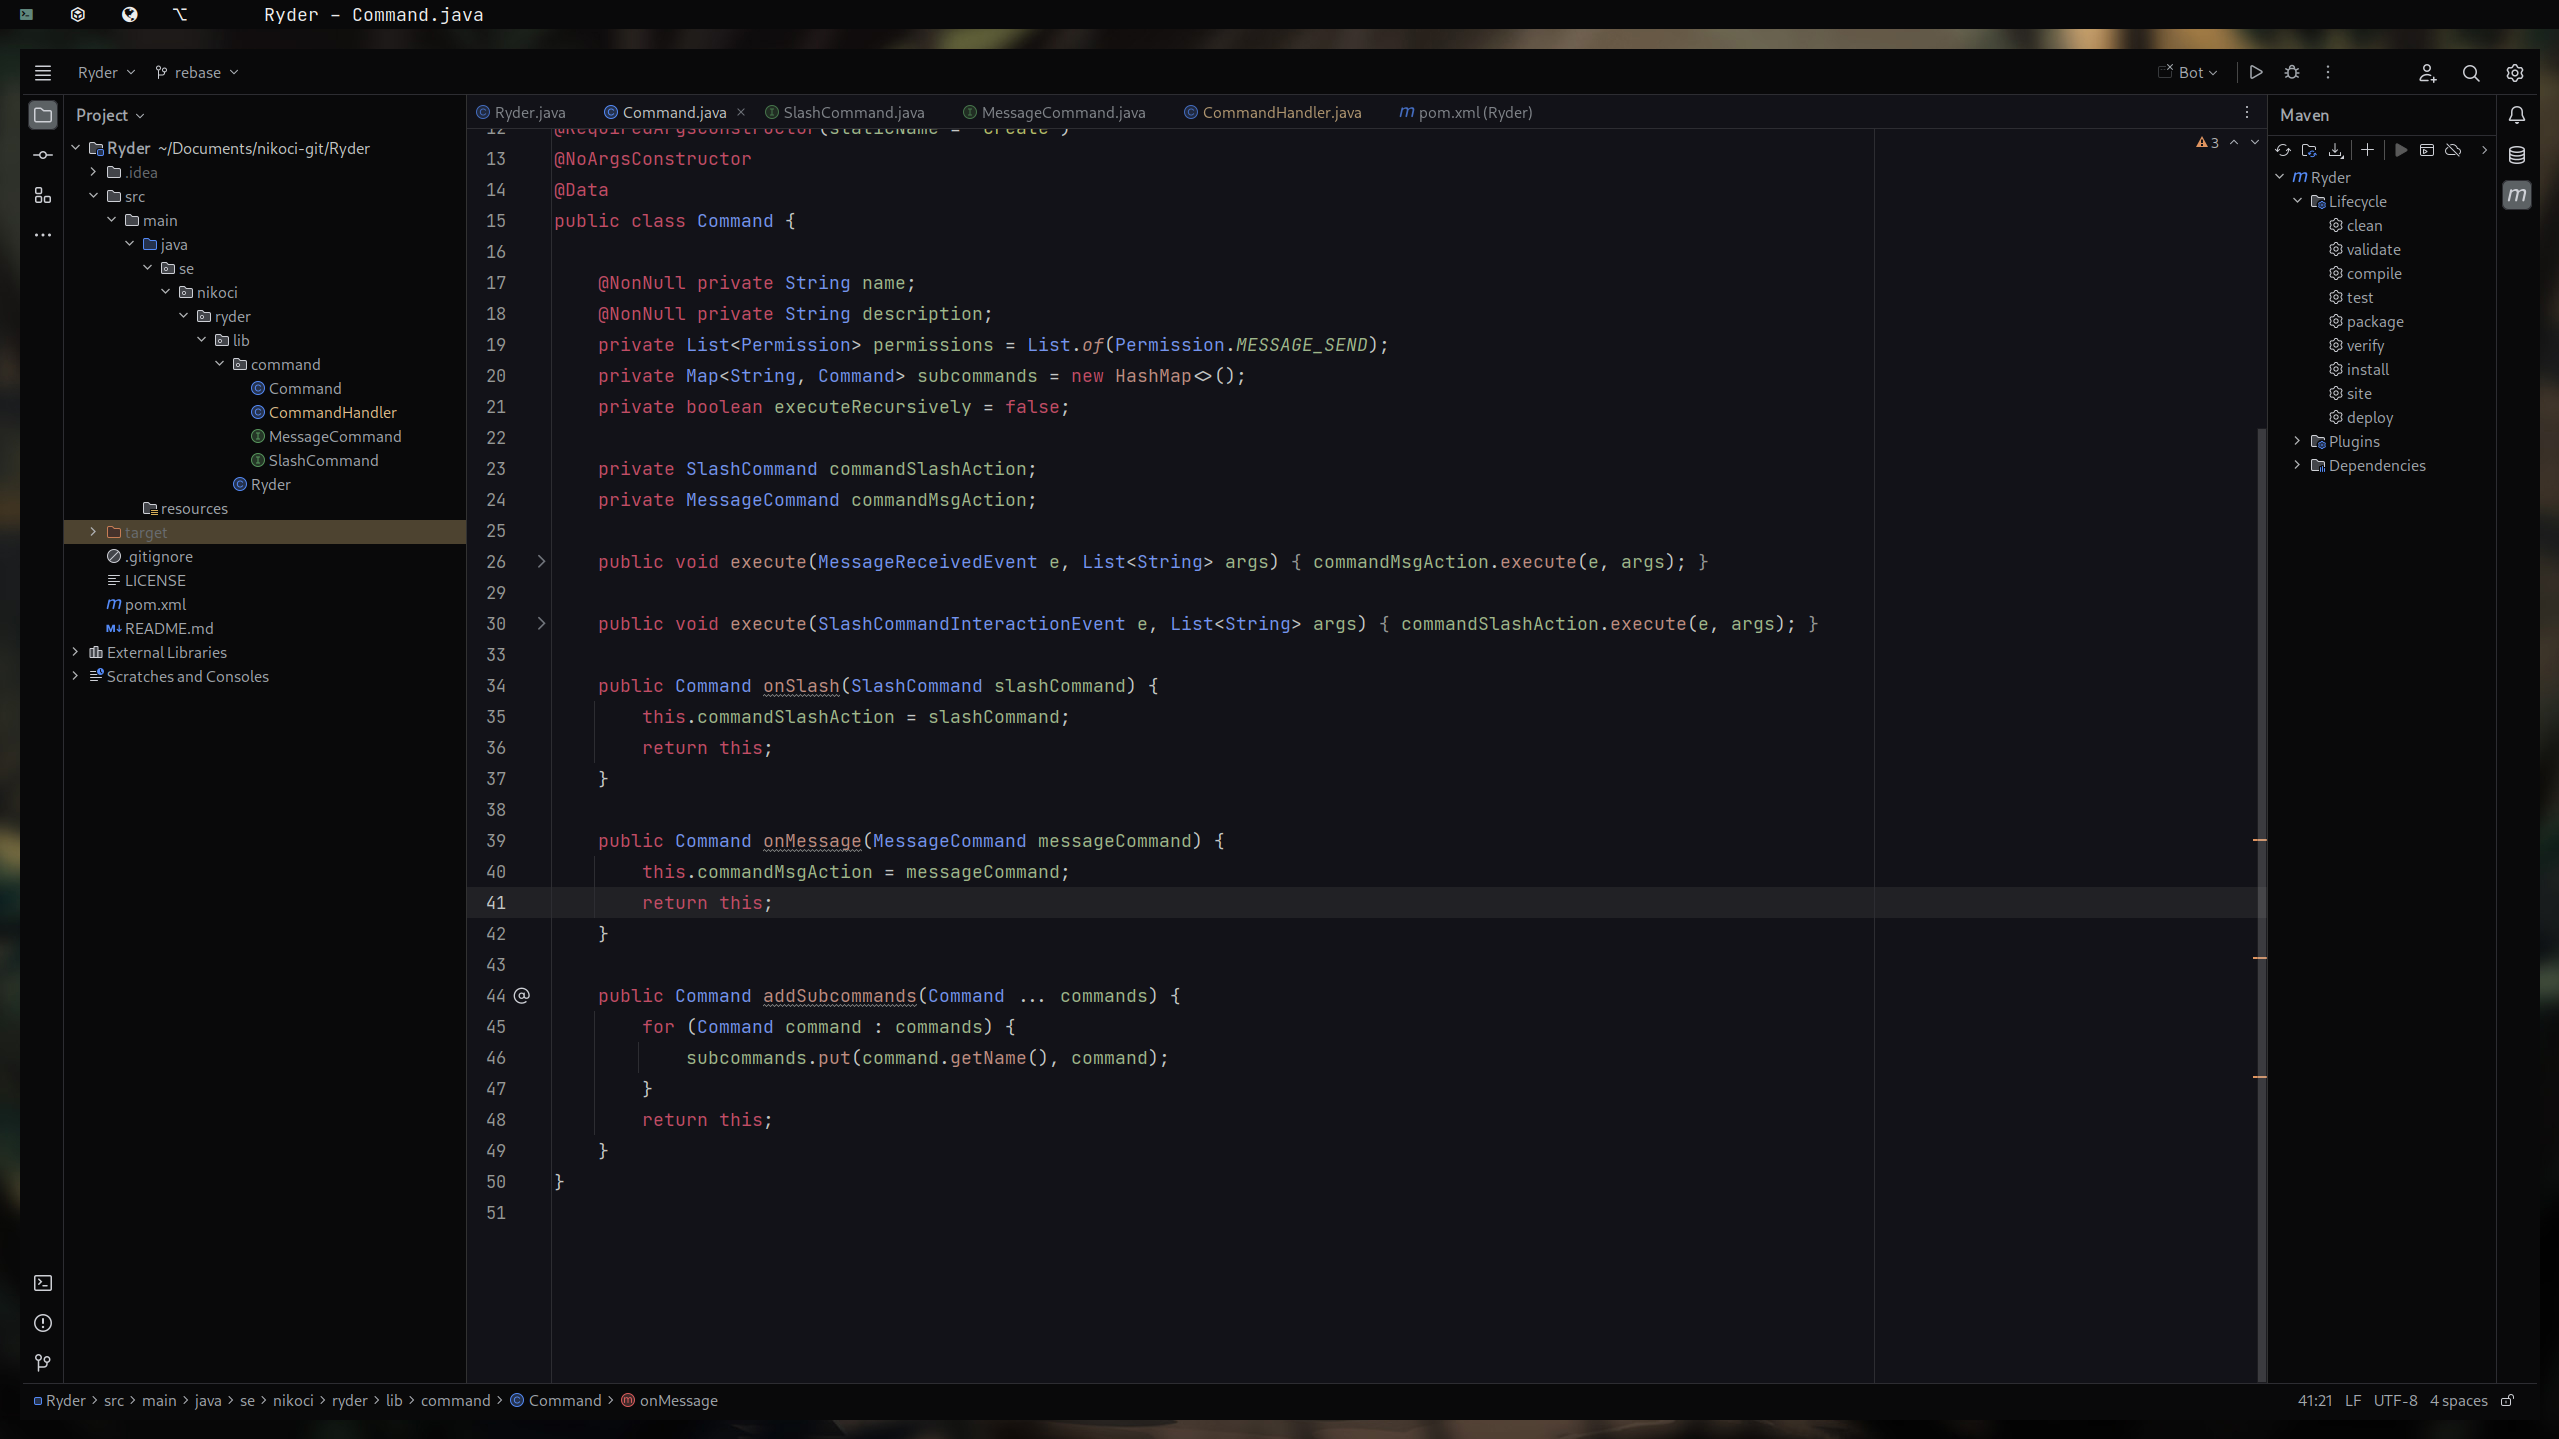 Ryder - Command.java
Ryder
rebase
Bot
Project
Ryder.java
Command.java
SlashCommand.java
MessageCommand.java
CommandHandler.java
m pom.xml (Ryder)
Maven
Ryder ~/Documents/nikoci-git/Ryder
.idea
src
main
java
se
nikoci
ryder
lib
command
Command
CommandHandler
MessageCommand
SlashCommand
Ryder
resources
target
.gitignore
LICENSE
m pom.xml
M↓ README.md
External Libraries
Scratches and Consoles
3
12 @RequiredArgsConstructor(staticName = "create")
13 @NoArgsConstructor
14 @Data
15 public class Command {
16
17 @NonNull private String name;
18 @NonNull private String description;
19 private List<Permission> permissions = List.of(Permission.MESSAGE_SEND);
20 private Map<String, Command> subcommands = new HashMap<>();
21 private boolean executeRecursively = false;
22
23 private SlashCommand commandSlashAction;
24 private MessageCommand commandMsgAction;
25
26 public void execute(MessageReceivedEvent e, List<String> args) { commandMsgAction.execute(e, args); }
29
30 public void execute(SlashCommandInteractionEvent e, List<String> args) { commandSlashAction.execute(e, args); }
33
34 public Command onSlash(SlashCommand slashCommand) {
35 this.commandSlashAction = slashCommand;
36 return this;
37 }
38
39 public Command onMessage(MessageCommand messageCommand) {
40 this.commandMsgAction = messageCommand;
41 return this;
42 }
43
44 @ public Command addSubcommands(Command ... commands) {
45 for (Command command : commands) {
46 subcommands.put(command.getName(), command);
47 }
48 return this;
49 }
50 }
51
m Ryder
Lifecycle
clean
validate
compile
test
package
verify
install
site
deploy
Plugins
Dependencies
m
Ryder > src > main > java > se > nikoci > ryder > lib > command > Command > onMessage
41:21 LF UTF-8 4 spaces